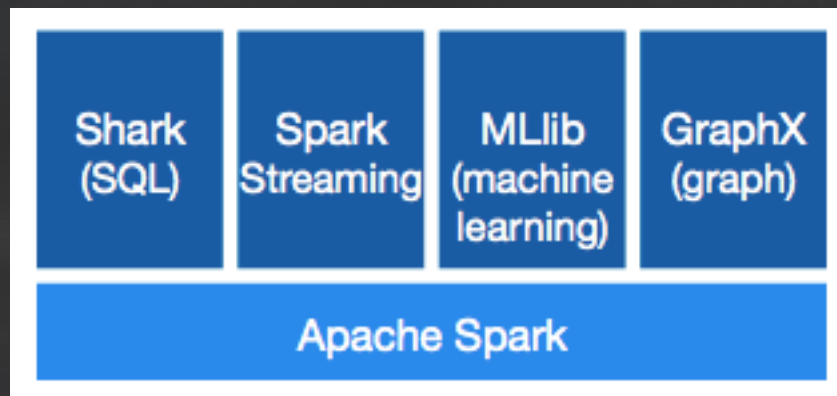 Shark
(SQL)
Spark
Streaming
MLlib
(machine
learning)
GraphX
(graph)
Apache Spark